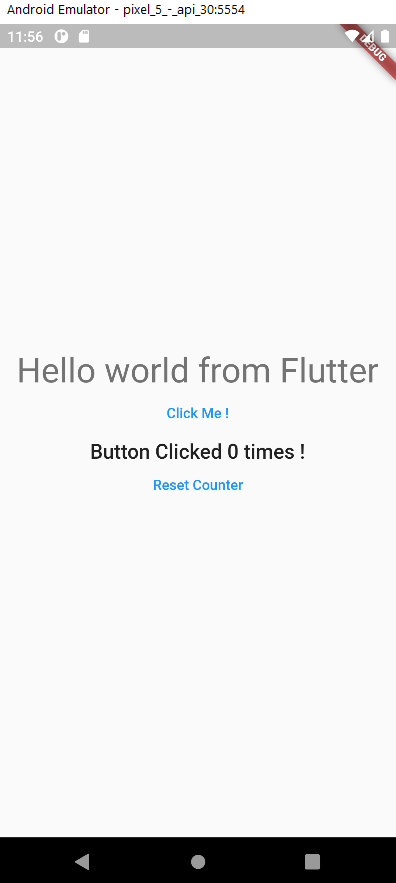 Android Emulator - pixel_5_-_api_30:5554
11:56
DEBUG
Hello world from Flutter
Click Me !
Button Clicked 0 times !
Reset Counter